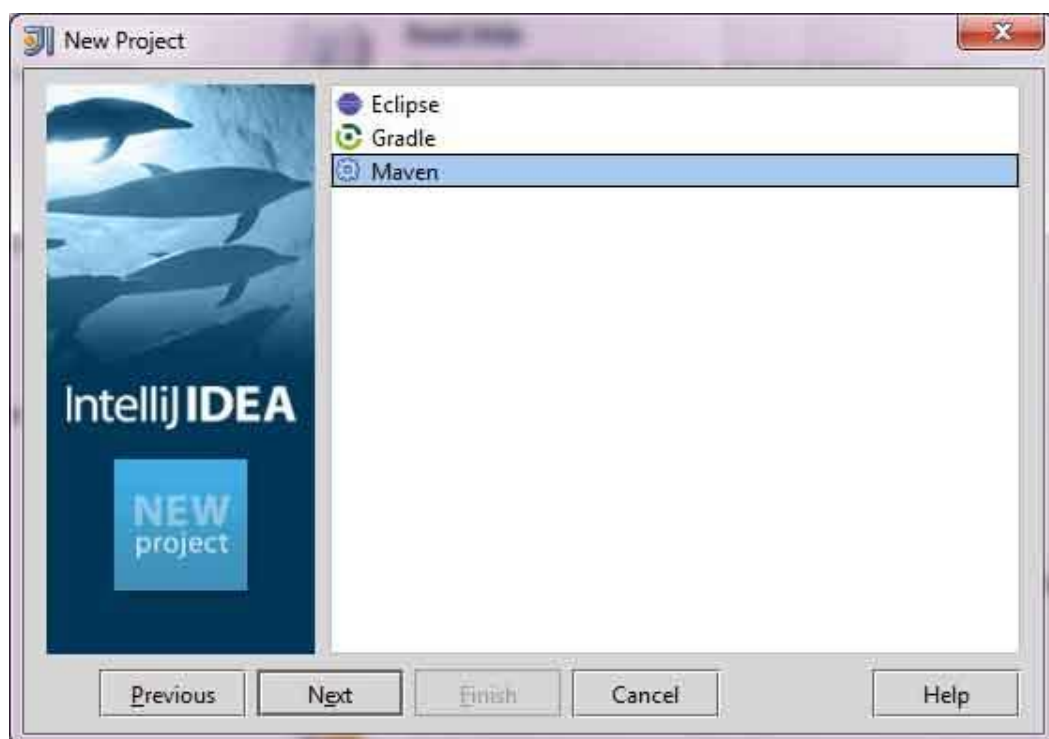 New Project
Eclipse
Gradle
Maven
IntelliJ IDEA
NEW
project
Previous Next Finish Cancel Help